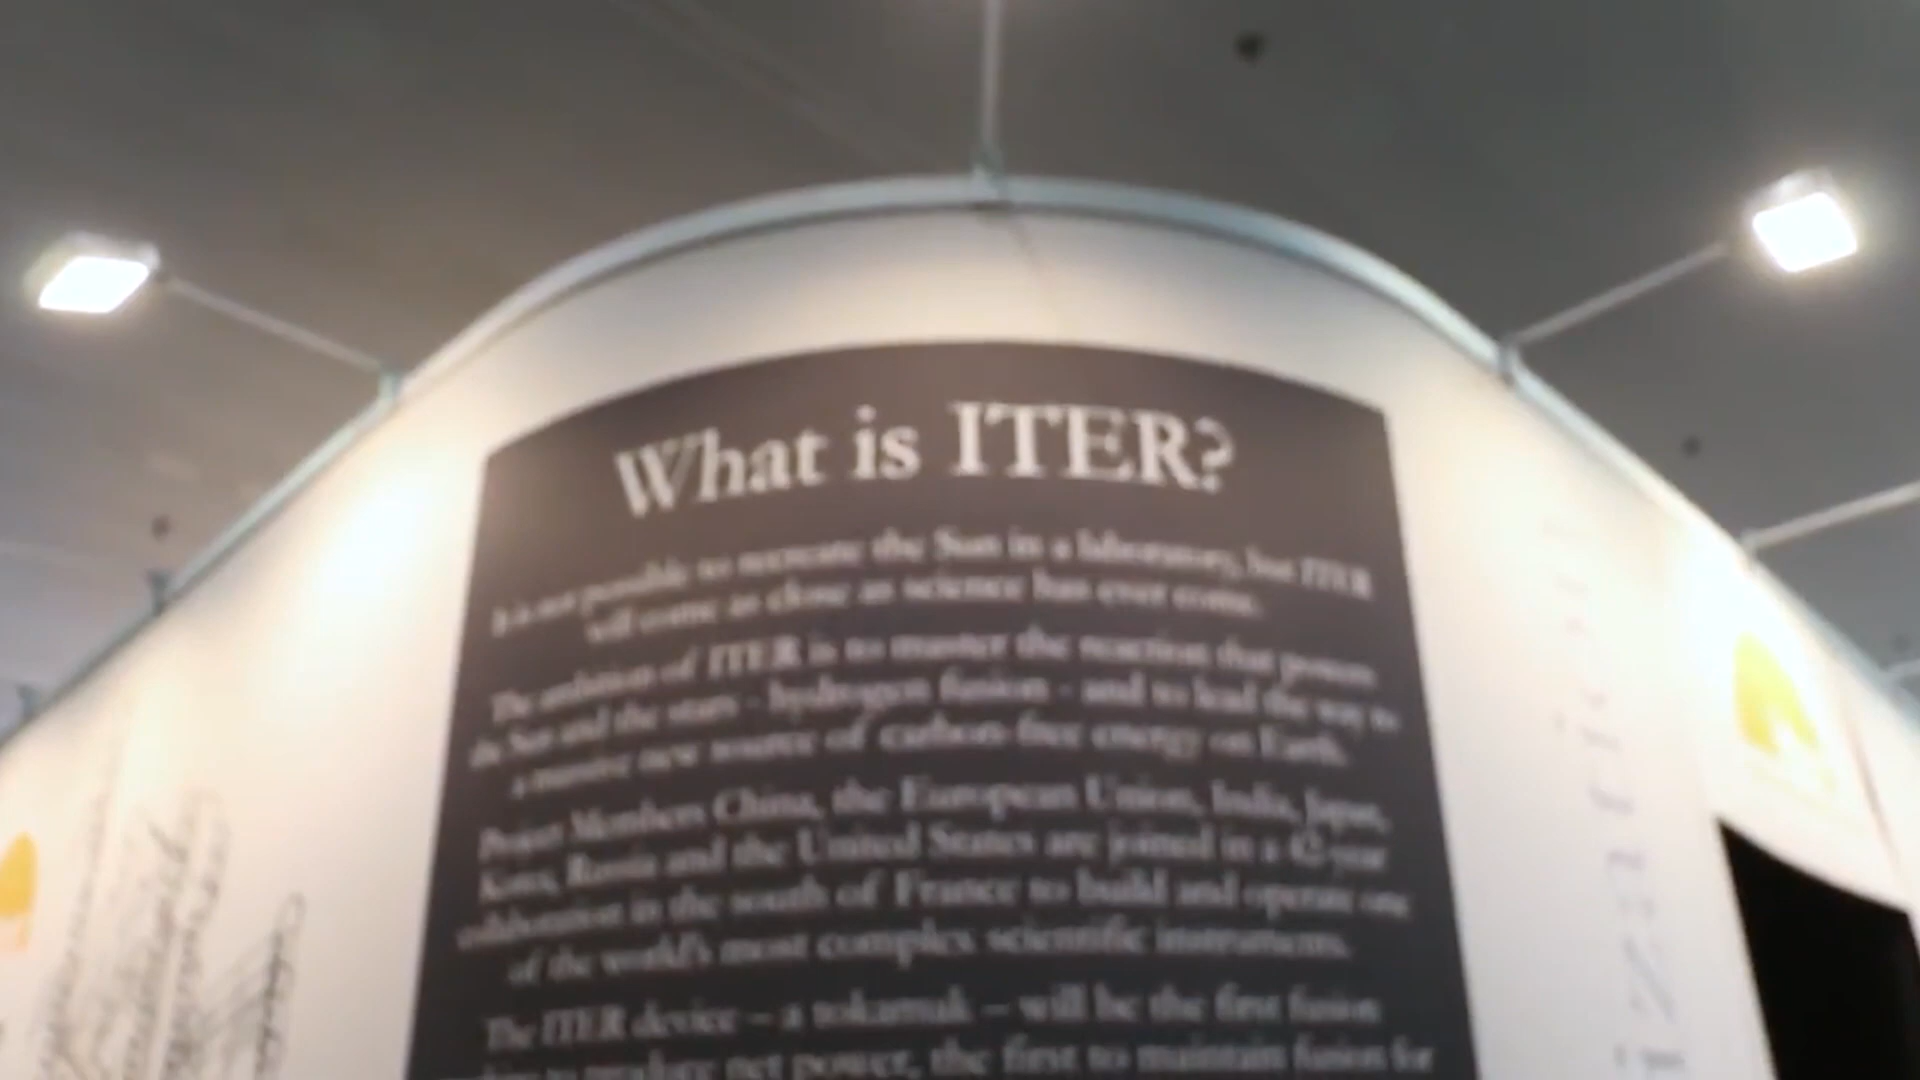 What is ITER?
It is not possible to recreate the Sun in a laboratory, but ITER
will come as close as science has ever come.
The ambition of ITER is to master the reaction that powers
the Sun and the stars - hydrogen fusion - and to lead the way to
a massive new source of carbon-free energy on Earth.
Project Members China, the European Union, India, Japan,
Korea, Russia and the United States are joined in a 42-year
collaboration in the south of France to build and operate one
of the world's most complex scientific instruments.
The ITER device – a tokamak – will be the first fusion
to produce net power, the first to maintain fusion for